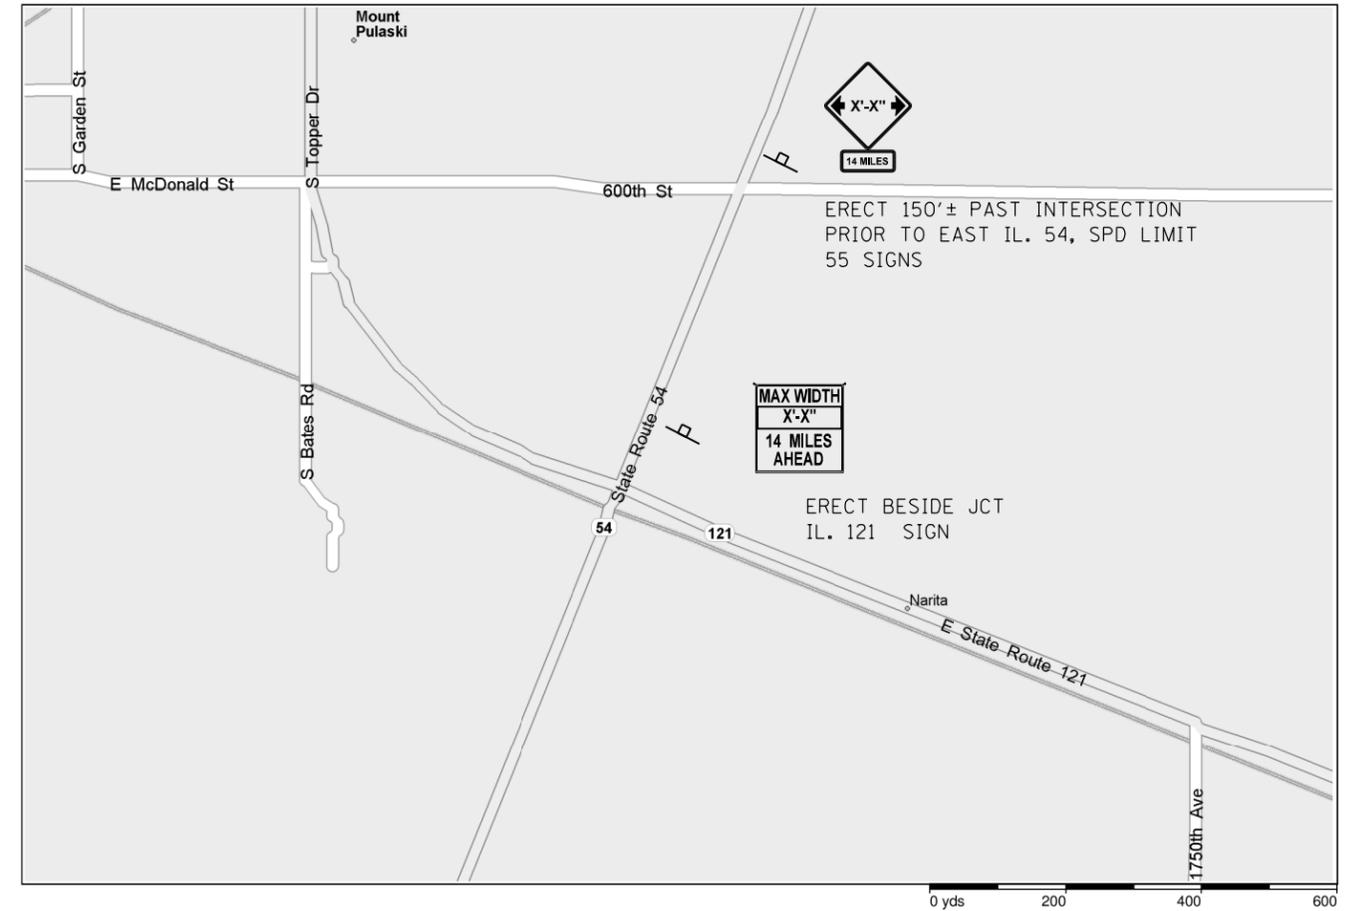 Mount
Pulaski
S Garden St
S Topper Dr
X'-X"
14 MILES
E McDonald St
600th St
ERECT 150'± PAST INTERSECTION
PRIOR TO EAST IL. 54, SPD LIMIT
55 SIGNS
S Bates Rd
State Route 54
MAX WIDTH
X'-X"
14 MILES
AHEAD
ERECT BESIDE JCT
IL. 121 SIGN
54
121
Narita
E State Route 121
1750th Ave
0 yds 200 400 600